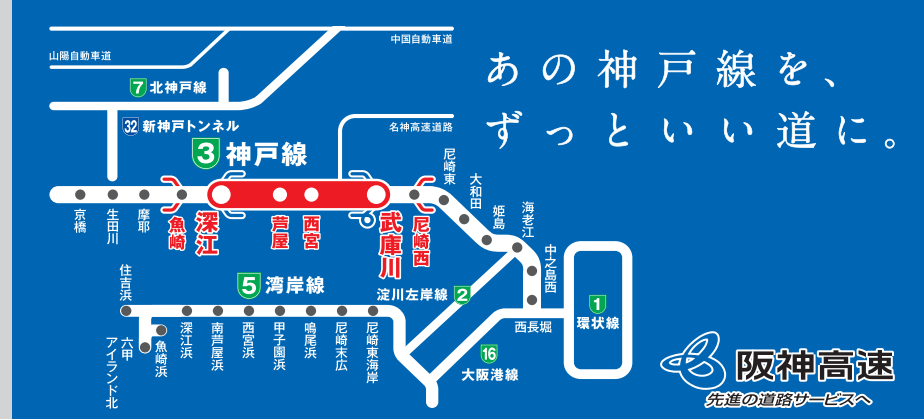 中国自動車道
山陽自動車道
7 北神戸線
32 新神戸トンネル
名神高速道路
3 神戸線
あの神戸線を、
ずっといい道に。
京橋
生田川
摩耶
魚崎
深江
芦屋
西宮
武庫川
尼崎西
尼崎東
大和田
姫島
海老江
中之島西
西長堀
5 湾岸線
淀川左岸線 2
1
環状線
16
大阪港線
住吉浜
六甲
アイランド北
魚崎浜
深江浜
南芦屋浜
西宮浜
甲子園浜
鳴尾浜
尼崎末広
尼崎東海岸
阪神高速
先進の道路サービスへ